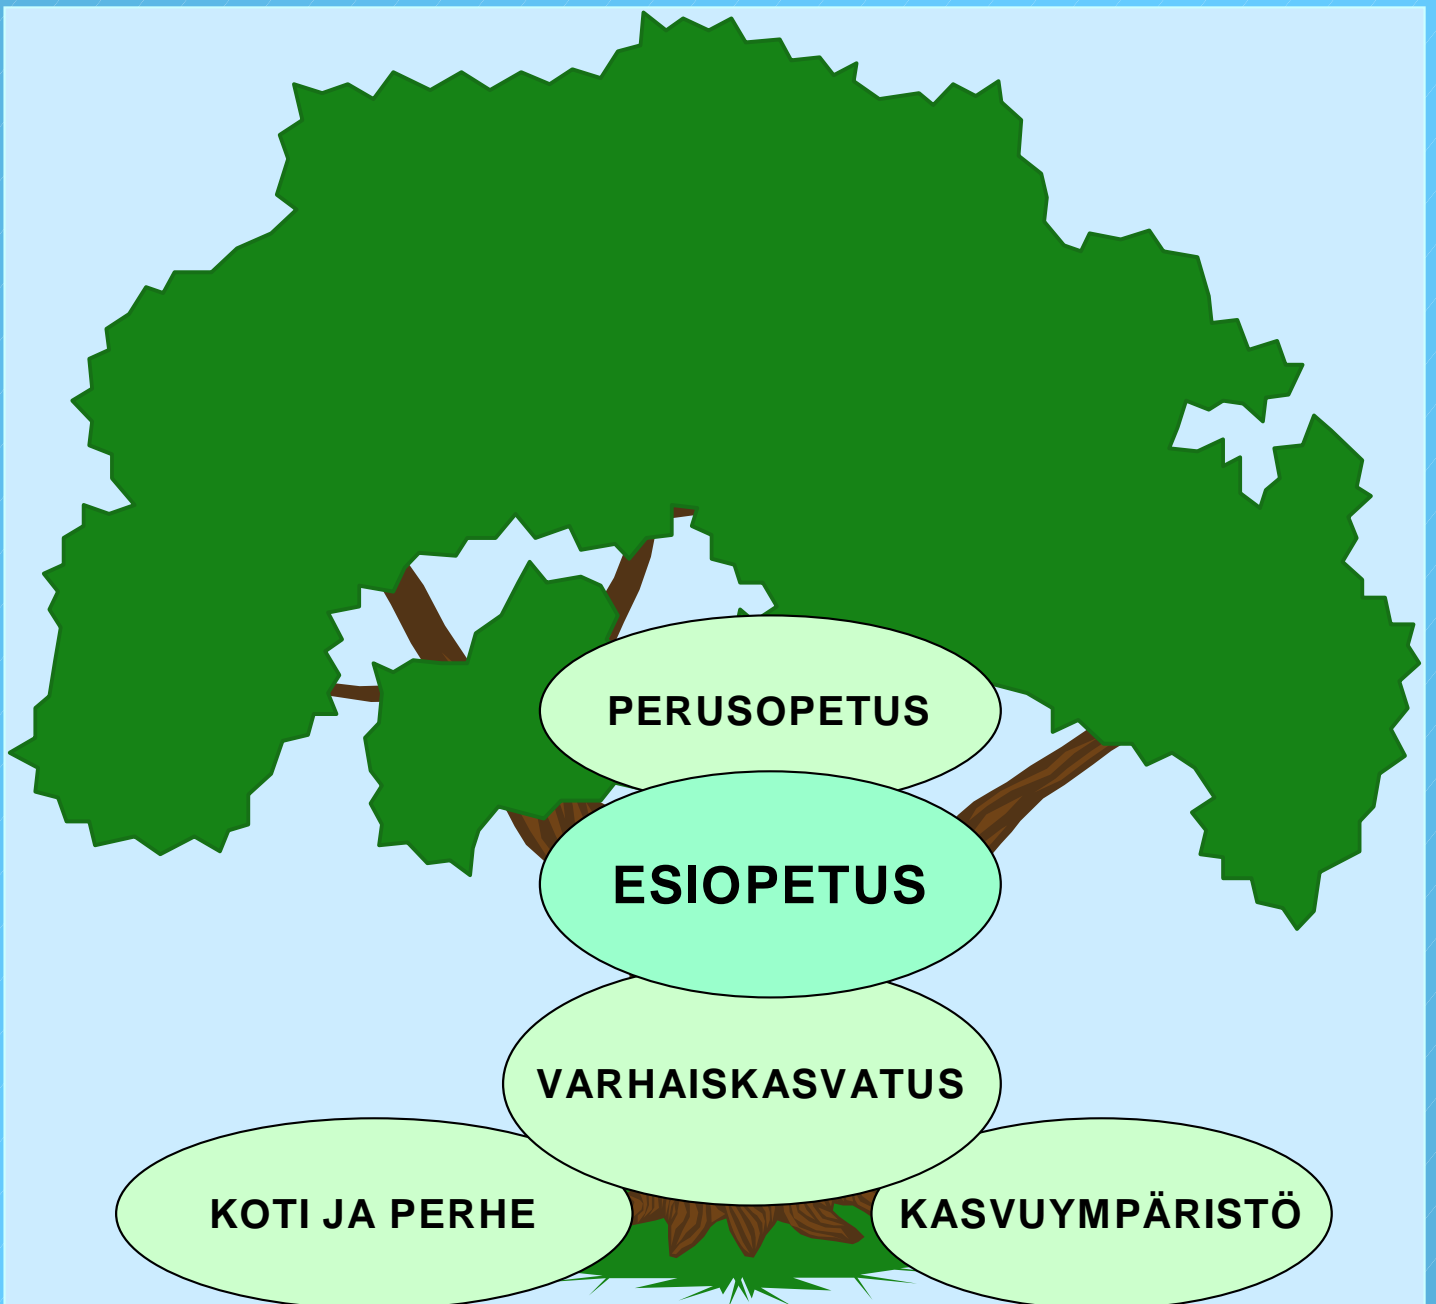 PERUSOPETUS
ESIOPETUS
VARHAISKASVATUS
KOTI JA PERHE
KASVUYMPÄRISTÖ